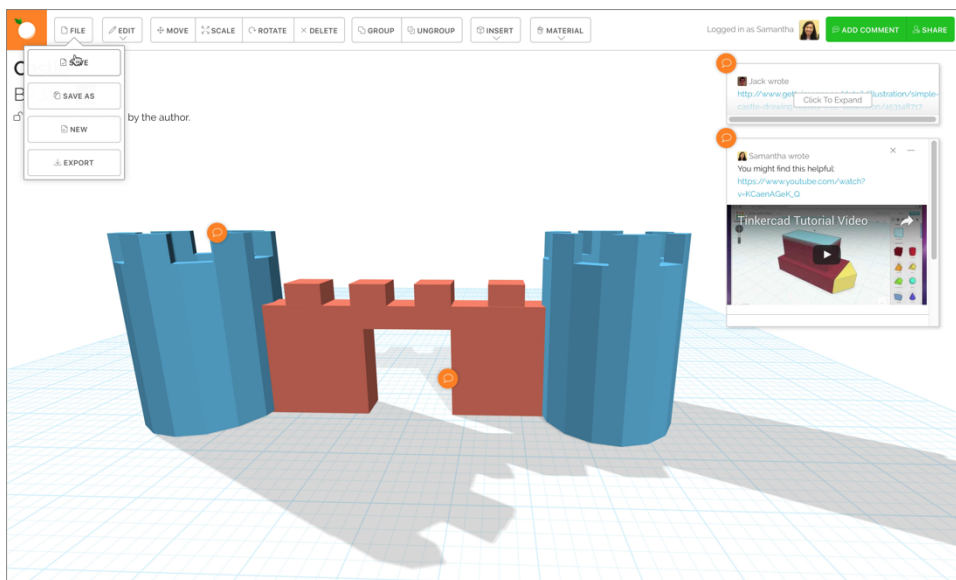 FILE
EDIT
MOVE
SCALE
ROTATE
DELETE
GROUP
UNGROUP
INSERT
MATERIAL
Logged in as Samantha
ADD COMMENT
SHARE
SAVE
SAVE AS
NEW
EXPORT
by the author.
Jack wrote
Click To Expand
Samantha wrote
You might find this helpful:
https://www.youtube.com/watch?
v=KCaenAGeK_Q
Tinkercad Tutorial Video